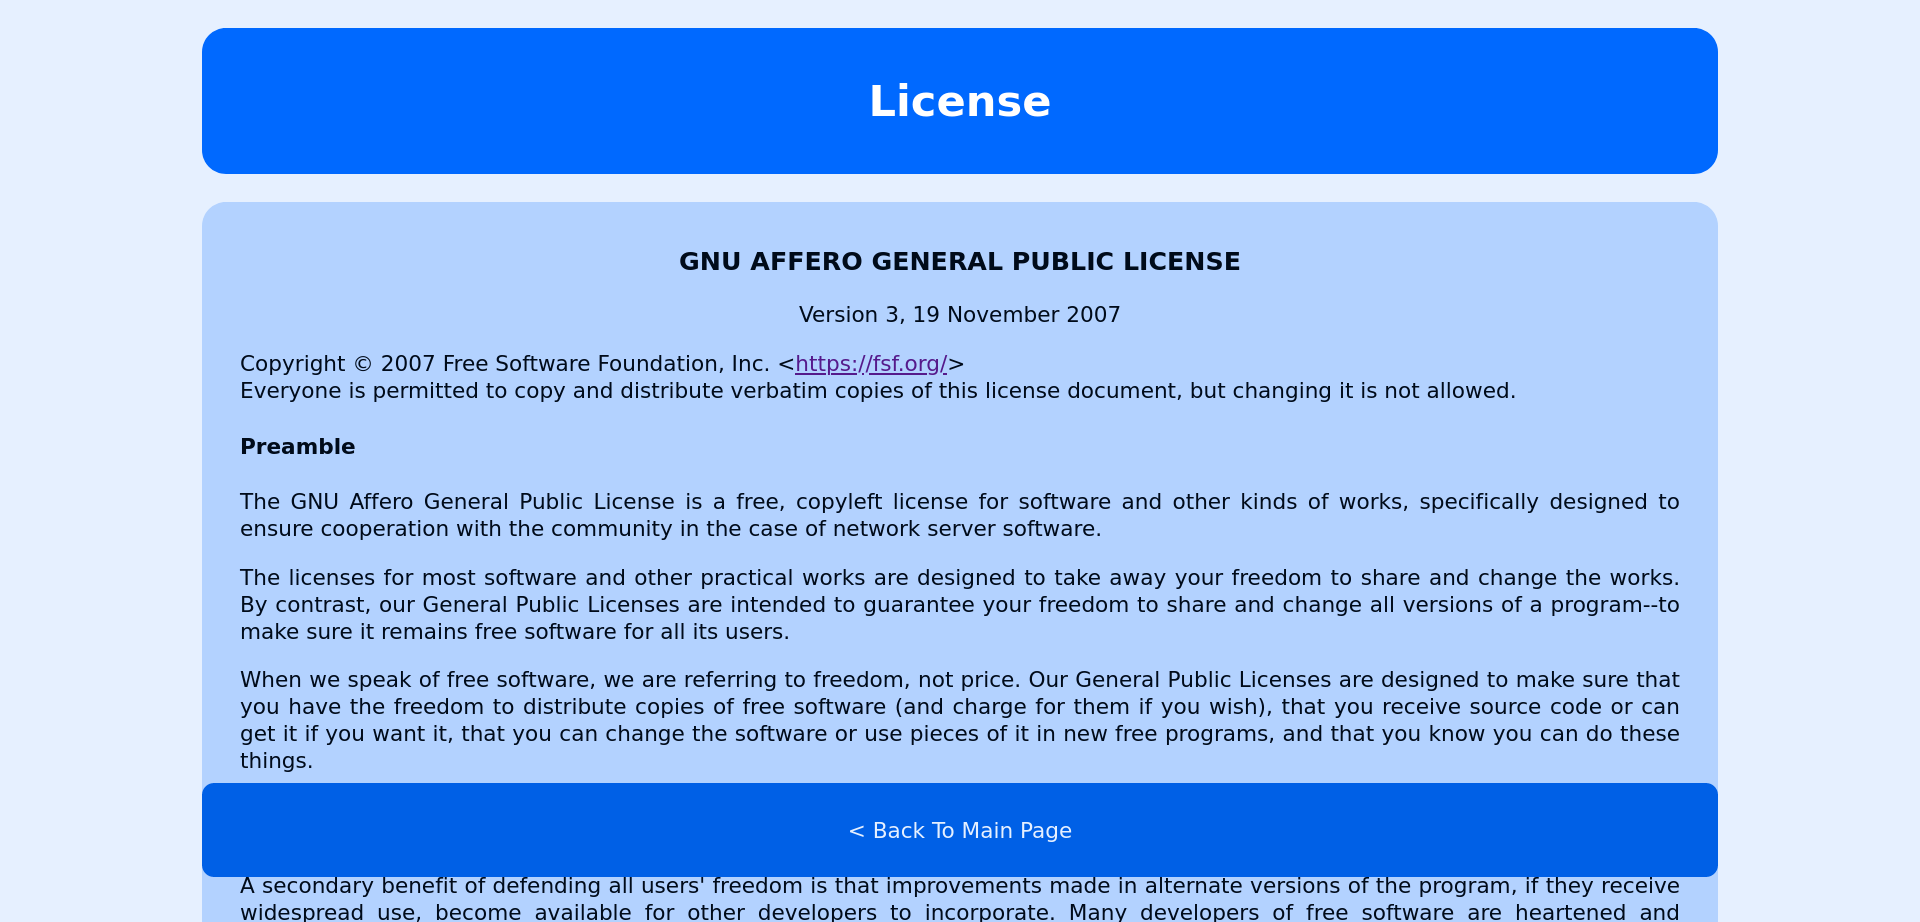 License
GNU AFFERO GENERAL PUBLIC LICENSE
Version 3, 19 November 2007
Copyright © 2007 Free Software Foundation, Inc. <https://fsf.org/>
Everyone is permitted to copy and distribute verbatim copies of this license document, but changing it is not allowed.
Preamble
The GNU Affero General Public License is a free, copyleft license for software and other kinds of works, specifically designed to
ensure cooperation with the community in the case of network server software.
The licenses for most software and other practical works are designed to take away your freedom to share and change the works.
By contrast, our General Public Licenses are intended to guarantee your freedom to share and change all versions of a program--to
make sure it remains free software for all its users.
When we speak of free software, we are referring to freedom, not price. Our General Public Licenses are designed to make sure that
you have the freedom to distribute copies of free software (and charge for them if you wish), that you receive source code or can
get it if you want it, that you can change the software or use pieces of it in new free programs, and that you know you can do these
things.
< Back To Main Page
A secondary benefit of defending all users' freedom is that improvements made in alternate versions of the program, if they receive
widespread use, become available for other developers to incorporate. Many developers of free software are heartened and